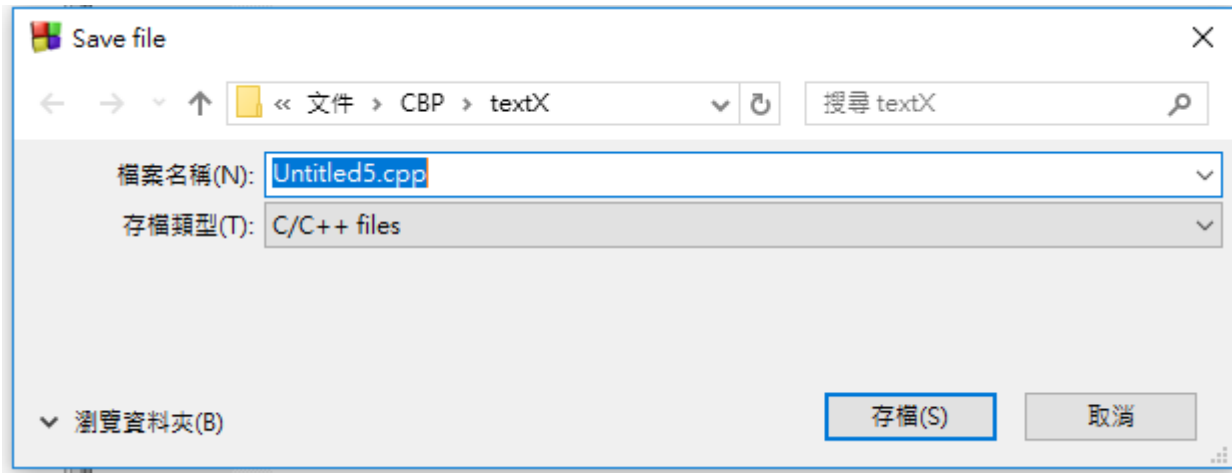 Save file
« 文件 > CBP > textX
搜尋 textX
檔案名稱(N): Untitled5.cpp
存檔類型(T): C/C++ files
瀏覽資料夾(B)
存檔(S)
取消